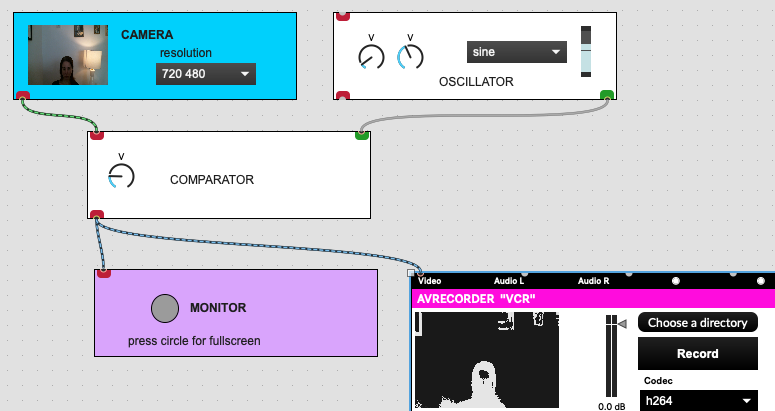 CAMERA
resolution
720 480
V
V
sine
OSCILLATOR
V
COMPARATOR
MONITOR
press circle for fullscreen
Video
Audio L
Audio R
AVRECORDER "VCR"
Choose a directory
Record
Codec
h264
0.0 dB